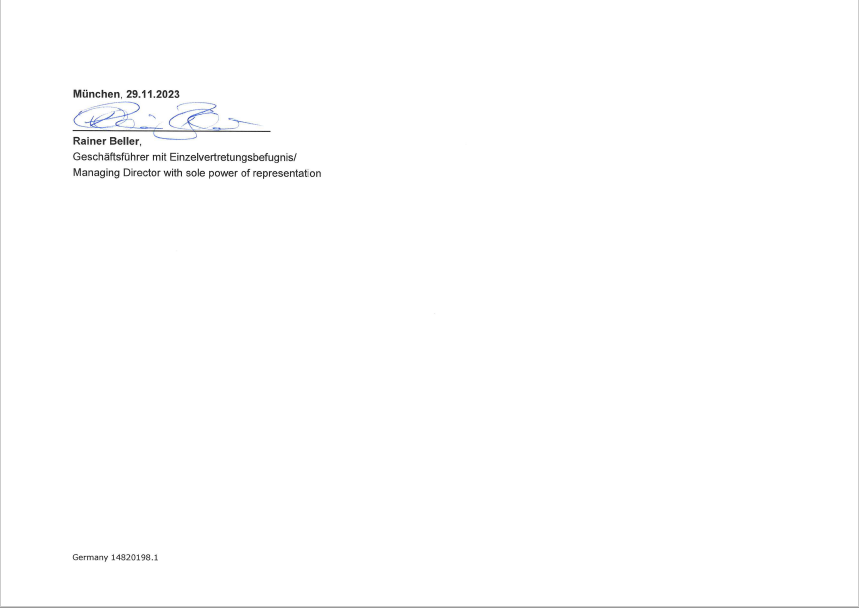 München, 29.11.2023
Rainer Beller,
Geschäftsführer mit Einzelvertretungsbefugnis/
Managing Director with sole power of representation
Germany 14820198.1